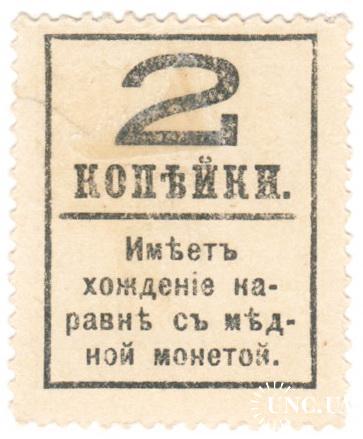 2
КОПѢЙКИ.
Имѣетъ
хожденіе на-
равнѣ съ мѣд-
ной монетой.
UNC.UA